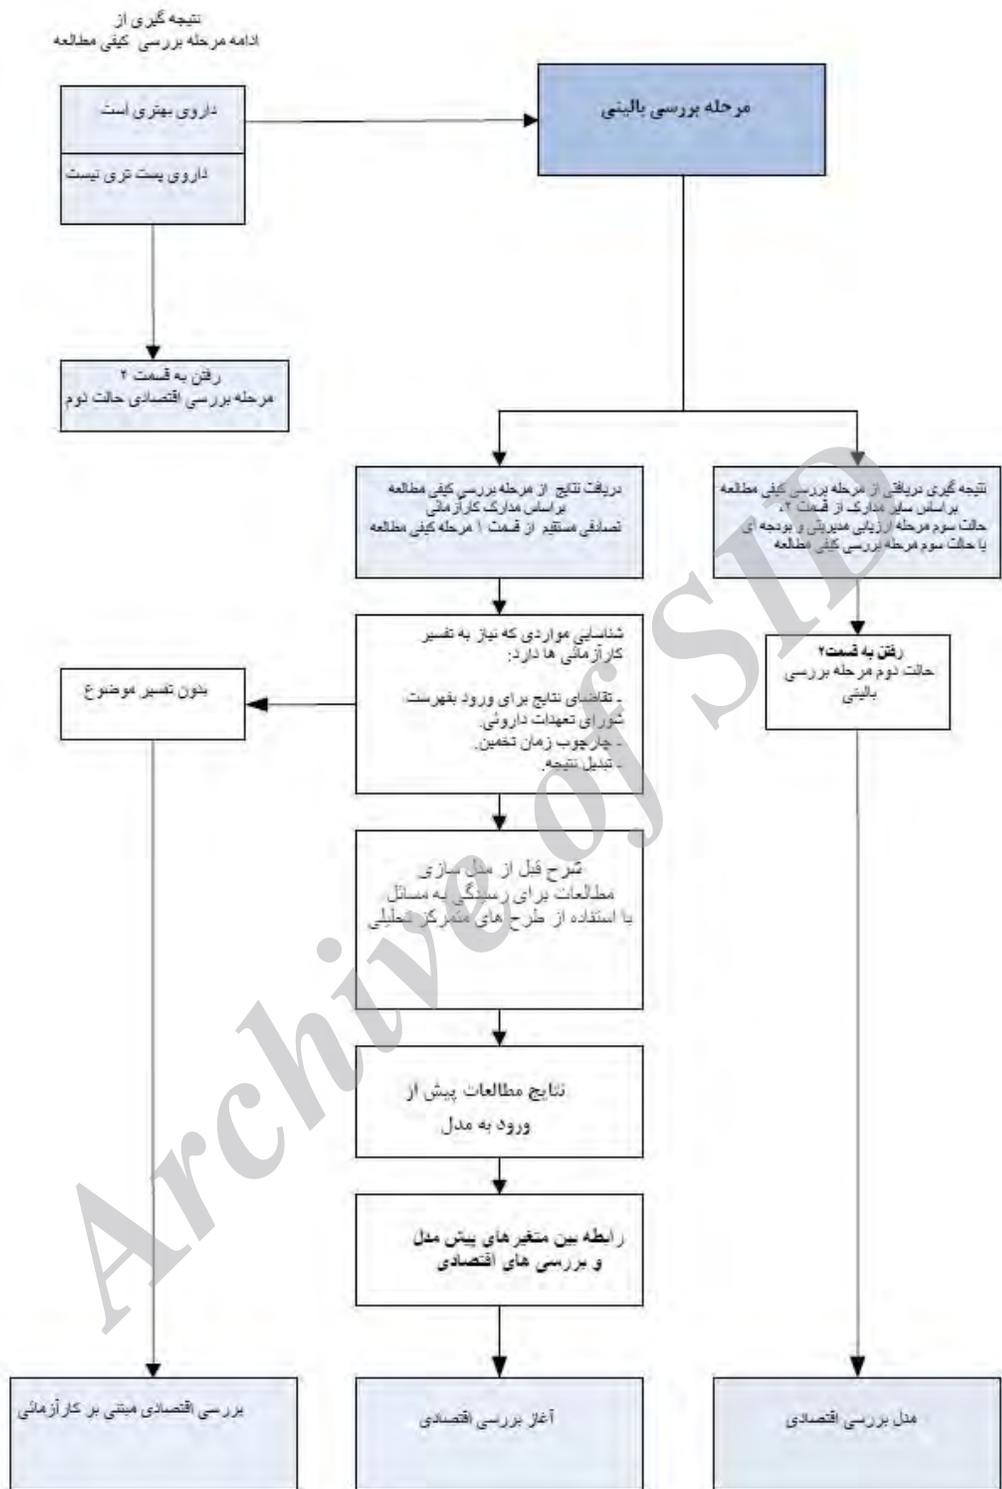 نتیجه گیری از
ادامه مرحله بررسی کیفی مطالعه
داروی بهتری است
داروی پست تری نیست
مرحله بررسی بالینی
رفتن به قسمت ۲
مرحله بررسی اقتصادی حالت دوم
دریافت نتایج از مرحله بررسی کیفی مطالعه
براساس مدارک کارآزمائی
تصادفی مستقیم از قسمت ۱ مرحله کیفی مطالعه
نتیجه گیری دریافتی از مرحله بررسی کیفی مطالعه
براساس سایر مدارک از قسمت ۲،
حالت سوم مرحله ارزیابی مدیریتی و بودجه ای
یا حالت سوم مرحله بررسی کیفی مطالعه
شناسایی مواردی که نیاز به تفسیر
کارآزمائی ها دارد:
- تقاضای نتایج برای ورود بفهرست
شورای تعهدات داروئی.
- چارچوب زمان تخمین.
- تبدیل نتیجه.
بدون تفسیر موضوع
رفتن به قسمت۲
حالت دوم مرحله بررسی
بالینی
شرح قبل از مدل سازی
مطالعات برای رسیدگی به مسائل
با استفاده از طرح های متمرکز تحلیلی
نتایج مطالعات پیش از
ورود به مدل
رابطه بین متغیرهای پیش مدل
و بررسی های اقتصادی
بررسی اقتصادی مبتنی بر کارآزمائی
آغاز بررسی اقتصادی
مدل بررسی اقتصادی
Archive of SID